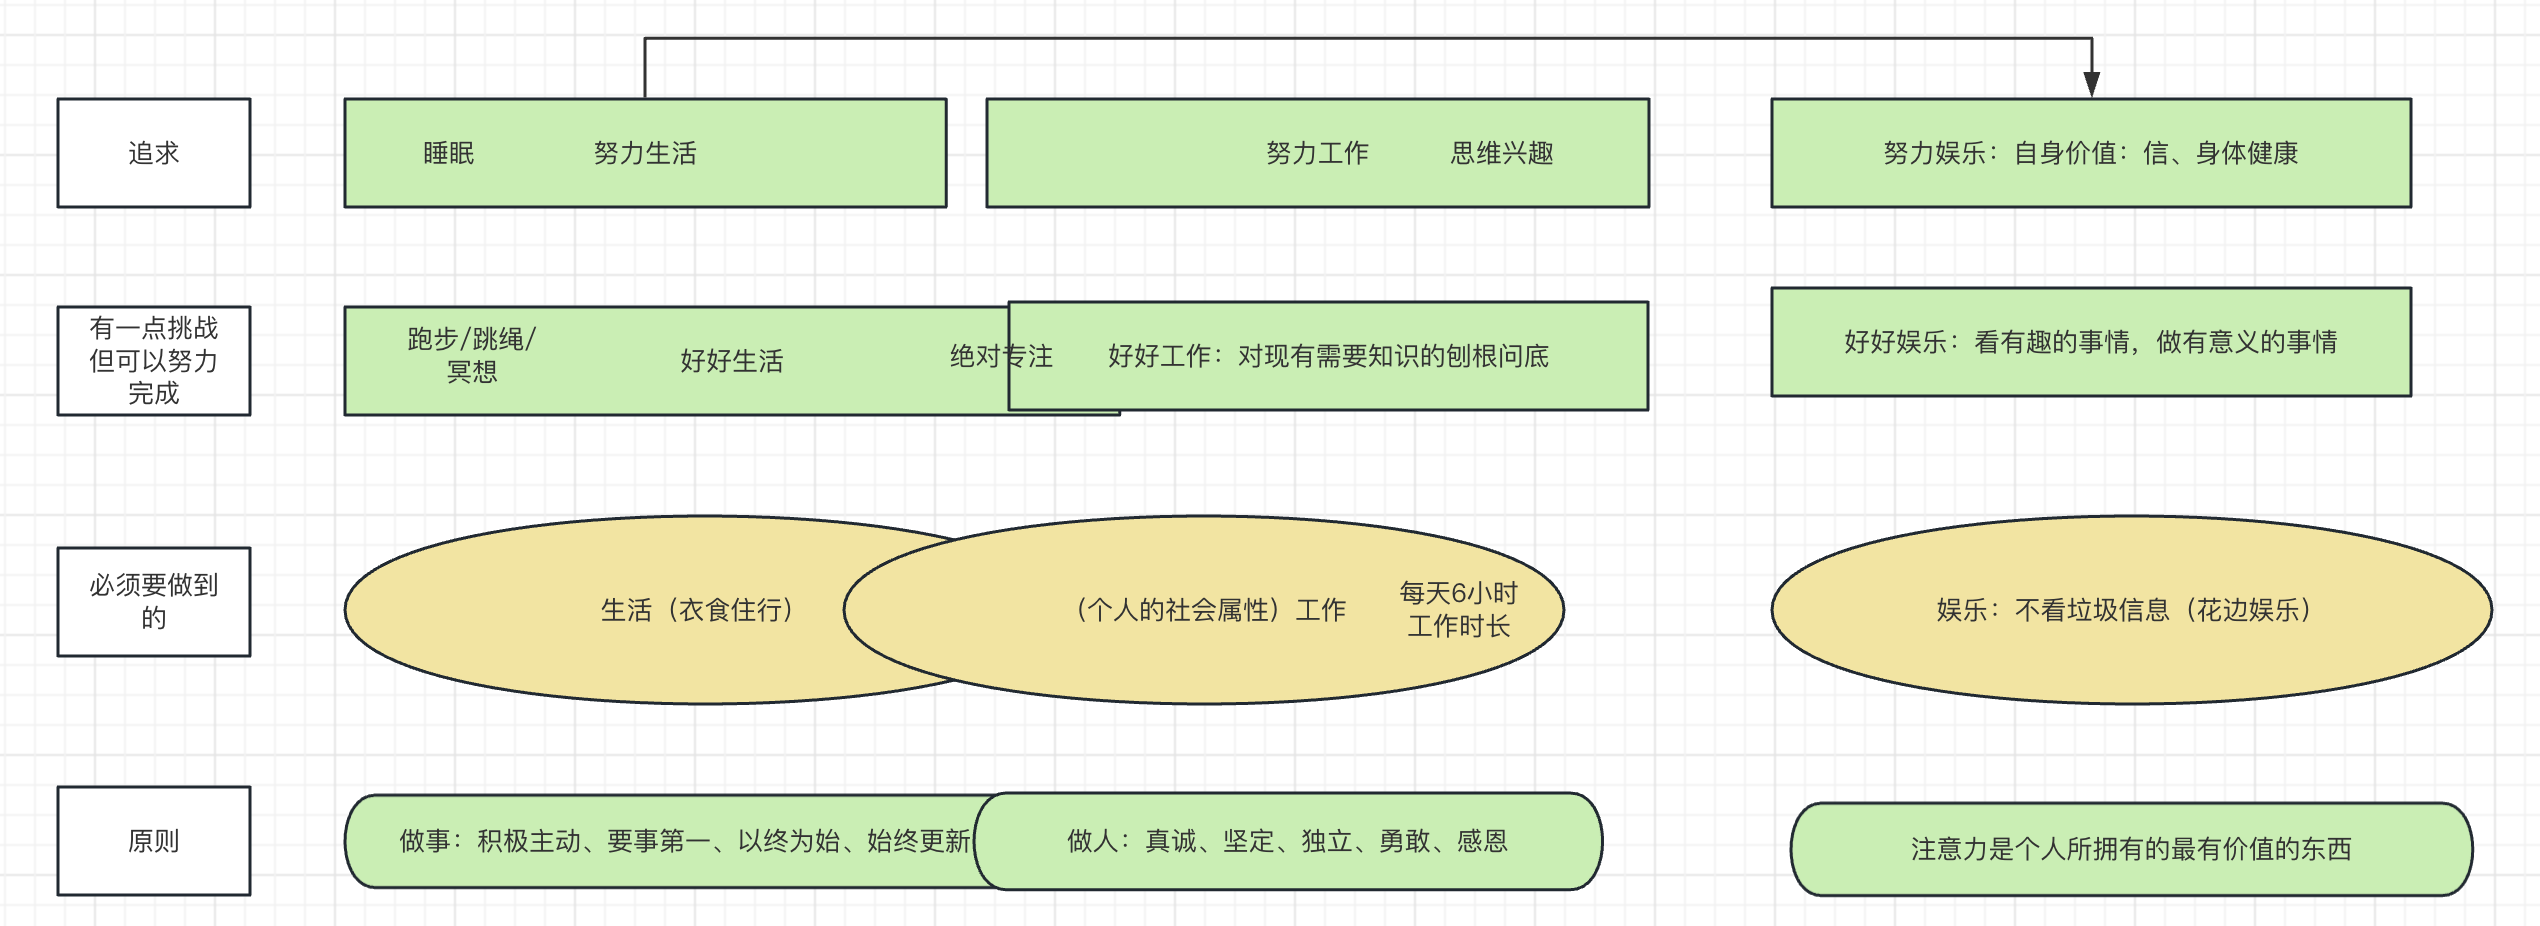 追求
睡眠
努力生活
努力工作
思维兴趣
努力娱乐：自身价值：信、身体健康
有一点挑战
但可以努力
完成
跑步/跳绳/
冥想
好好生活
绝对专注
好好工作：对现有需要知识的刨根问底
好好娱乐：看有趣的事情，做有意义的事情
必须要做到
的
生活（衣食住行）
（个人的社会属性）工作
每天6小时
工作时长
娱乐：不看垃圾信息（花边娱乐）
原则
做事：积极主动、要事第一、以终为始、始终更新
做人：真诚、坚定、独立、勇敢、感恩
注意力是个人所拥有的最有价值的东西